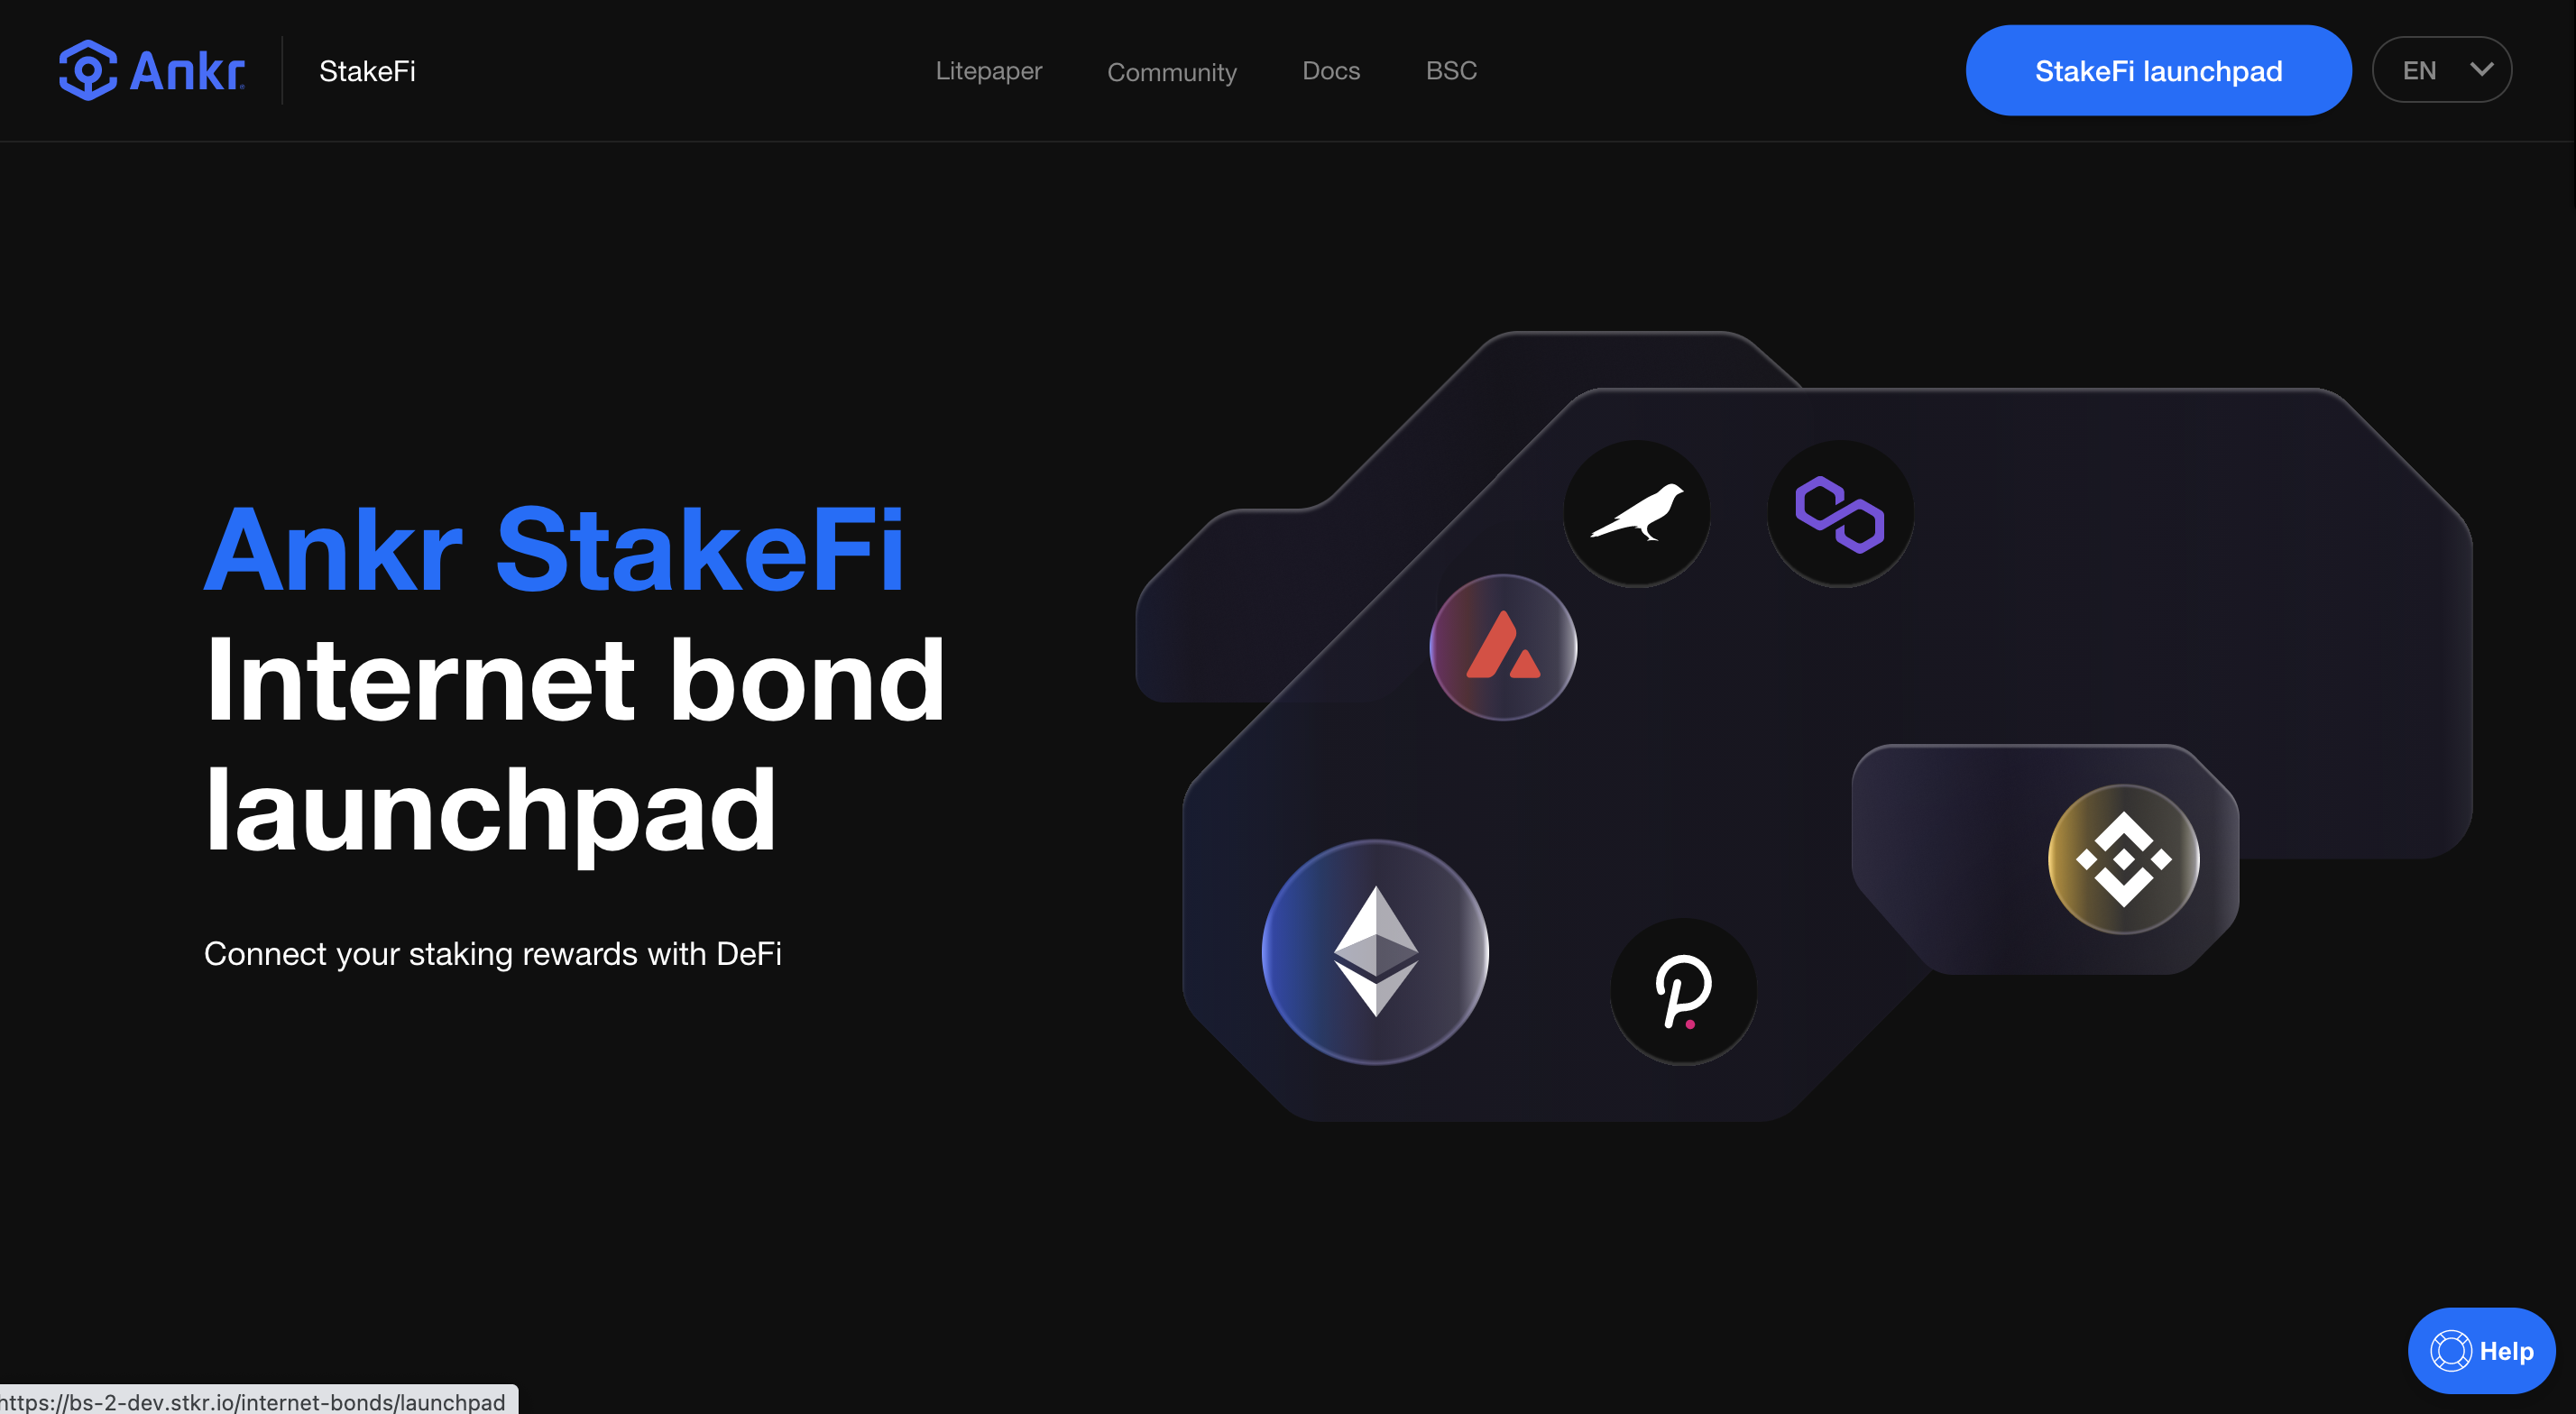 Ankr
StakeFi
Litepaper
Community
Docs
BSC
StakeFi launchpad
EN
Ankr StakeFi
Internet bond
launchpad
Connect your staking rewards with DeFi
Help
https://bs-2-dev.stkr.io/internet-bonds/launchpad